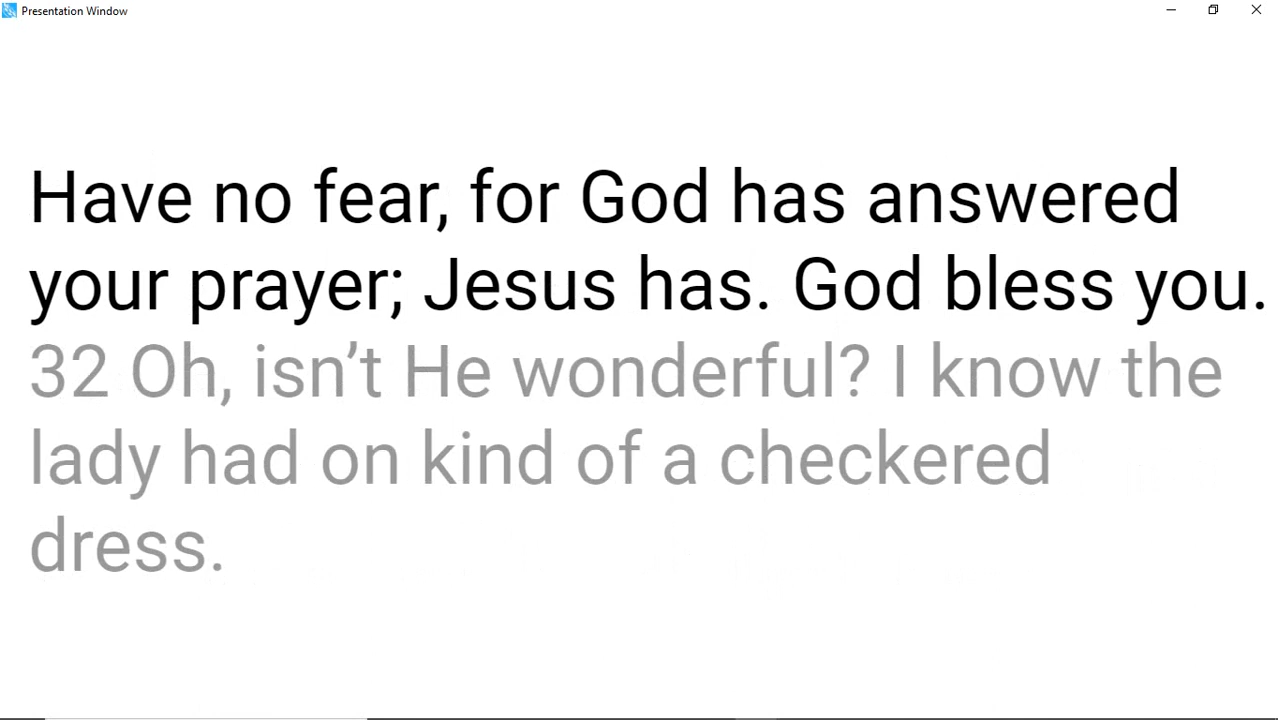 Presentation Window
Have no fear, for God has answered
your prayer; Jesus has. God bless you.
32 Oh, isn’t He wonderful? I know the
lady had on kind of a checkered
dress.